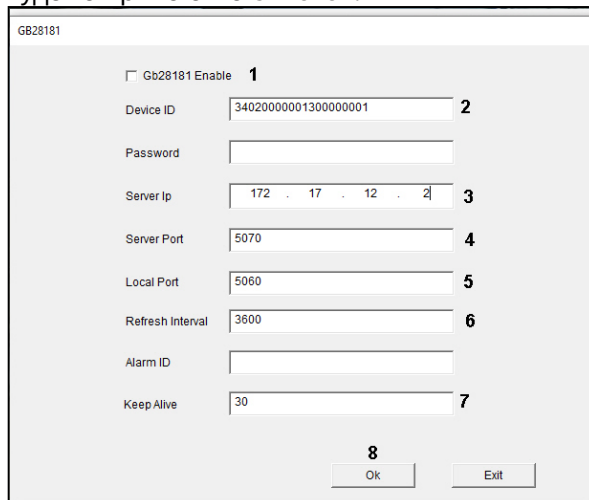 GB28181
Gb28181 Enable 1
Device ID 34020000001300000001 2
Password
Server Ip 172 . 17 . 12 . 2 3
Server Port 5070 4
Local Port 5060 5
Refresh Interval 3600 6
Alarm ID
Keep Alive 30 7
8
Ok Exit